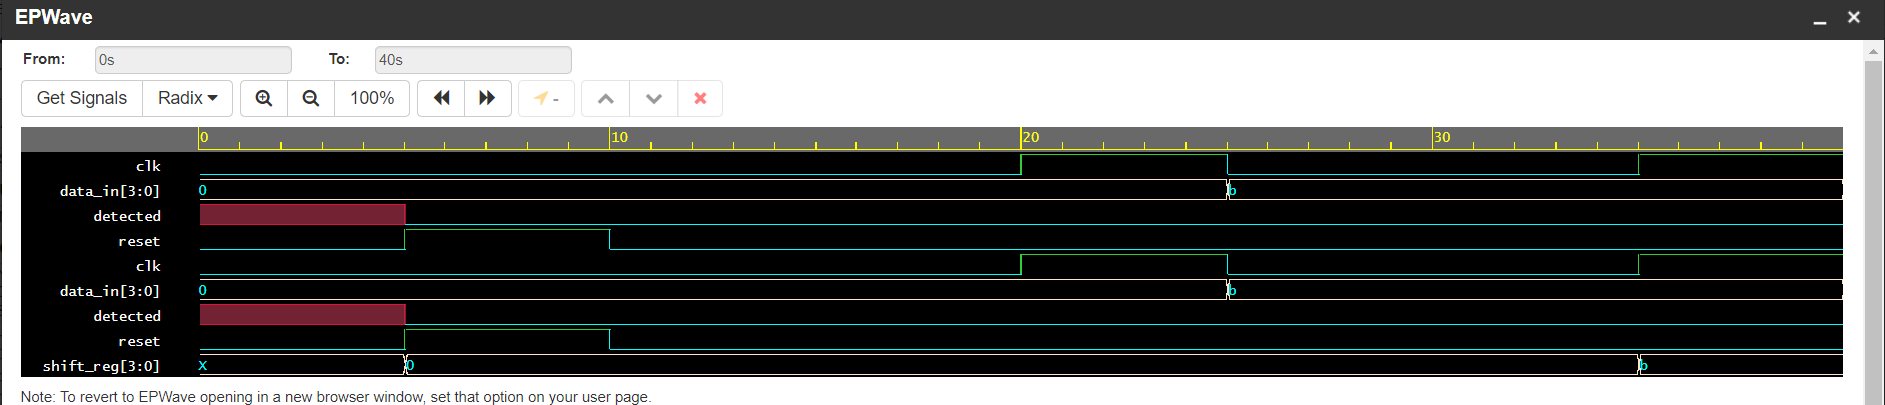 EPWave
From: 0s To: 40s
Get Signals Radix 100% -
0 10 20 30
clk
data_in[3:0] 0 b
detected
reset
clk
data_in[3:0] 0 b
detected
reset
shift_reg[3:0] X 0 b
Note: To revert to EPWave opening in a new browser window, set that option on your user page.